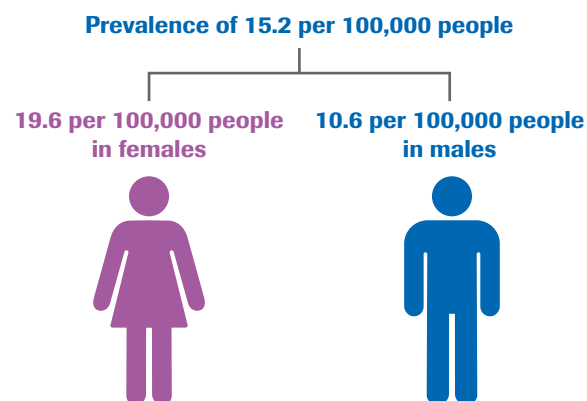 Prevalence of 15.2 per 100,000 people
19.6 per 100,000 people
in females
10.6 per 100,000 people
in males